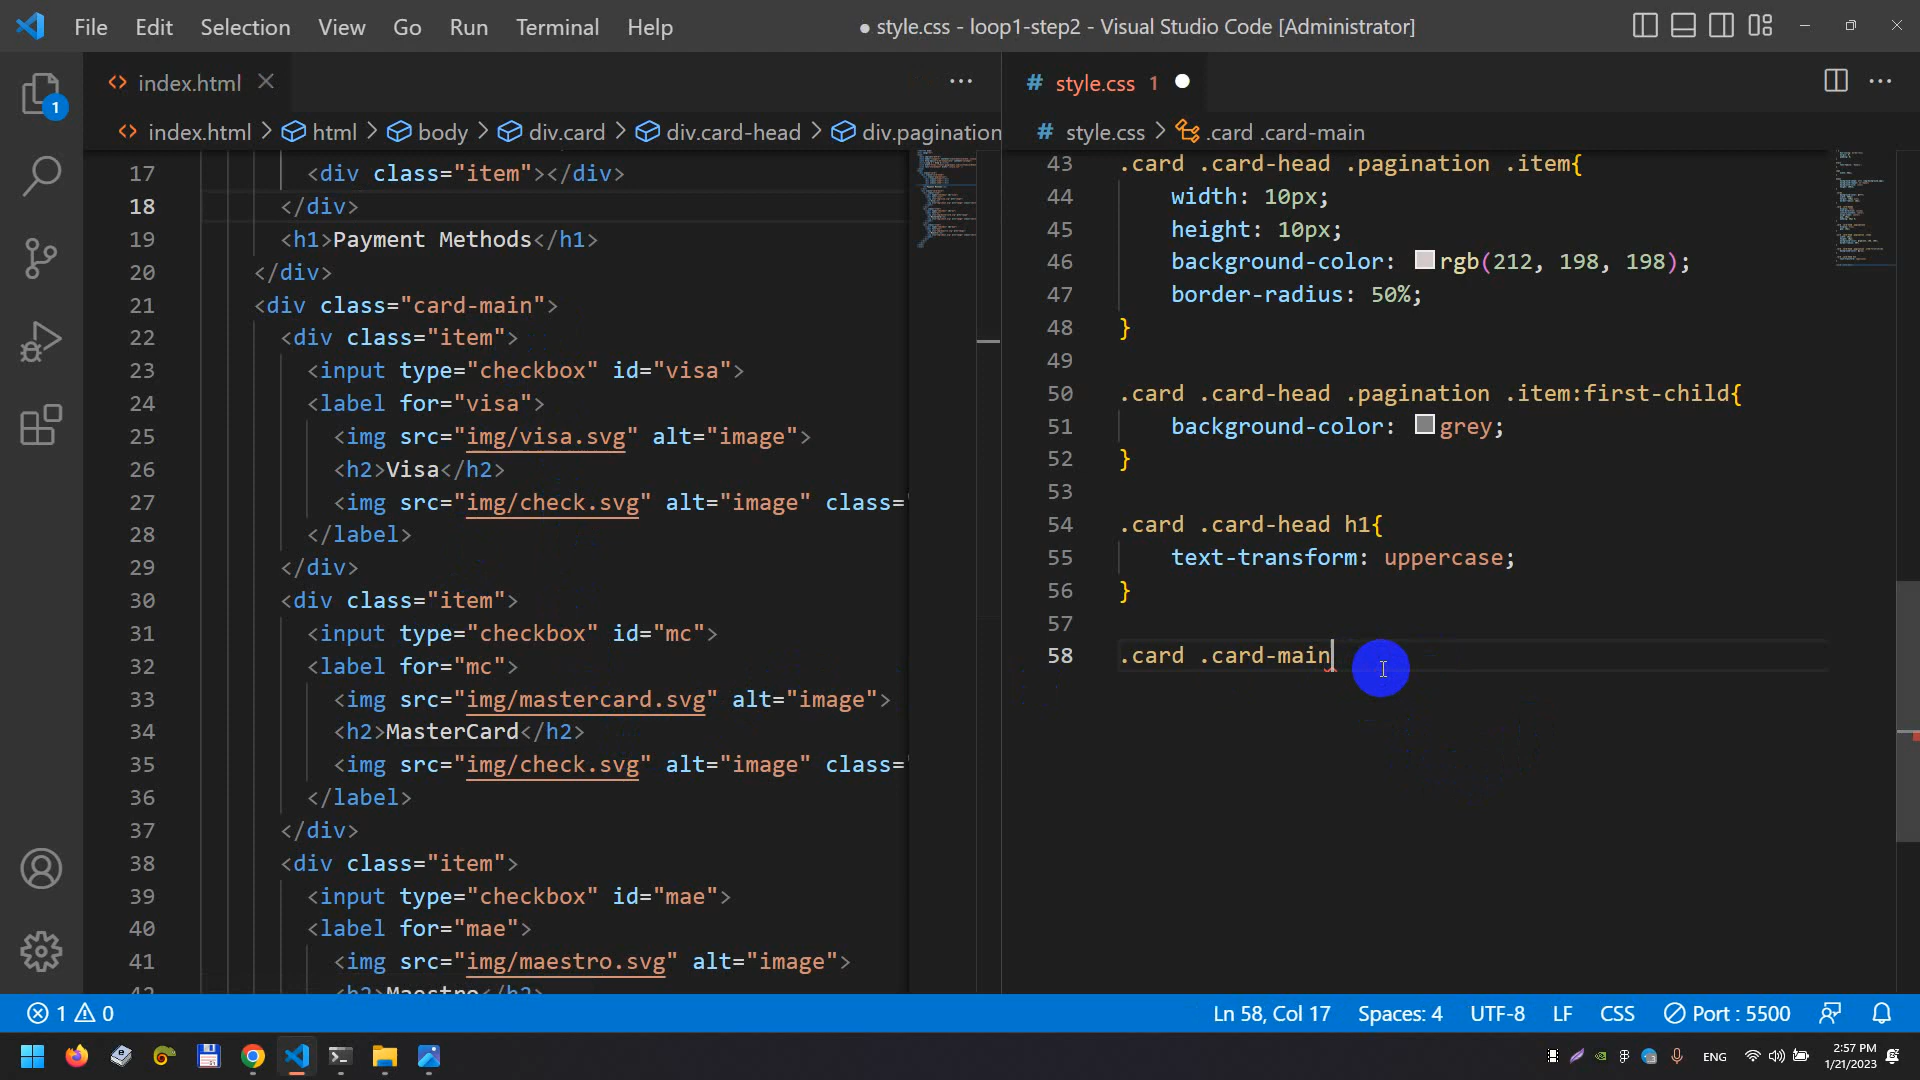 File Edit Selection View Go Run Terminal Help
● style.css - loop1-step2 - Visual Studio Code [Administrator]
1
<> index.html
# style.css 1
<> index.html > html > body > div.card > div.card-head > div.pagination
# style.css > .card .card-main
17 <div class="item"></div>
18 </div>
19 <h1>Payment Methods</h1>
20 </div>
21 <div class="card-main">
22 <div class="item">
23 <input type="checkbox" id="visa">
24 <label for="visa">
25 <img src="img/visa.svg" alt="image">
26 <h2>Visa</h2>
27 <img src="img/check.svg" alt="image" class="
28 </label>
29 </div>
30 <div class="item">
31 <input type="checkbox" id="mc">
32 <label for="mc">
33 <img src="img/mastercard.svg" alt="image">
34 <h2>MasterCard</h2>
35 <img src="img/check.svg" alt="image" class=
36 </label>
37 </div>
38 <div class="item">
39 <input type="checkbox" id="mae">
40 <label for="mae">
41 <img src="img/maestro.svg" alt="image">
42 <h2>Maestro</h2>
43 .card .card-head .pagination .item{
44 width: 10px;
45 height: 10px;
46 background-color: rgb(212, 198, 198);
47 border-radius: 50%;
48 }
49
50 .card .card-head .pagination .item:first-child{
51 background-color: grey;
52 }
53
54 .card .card-head h1{
55 text-transform: uppercase;
56 }
57
58 .card .card-main
1 0
Ln 58, Col 17 Spaces: 4 UTF-8 LF CSS Port : 5500
ENG
2:57 PM
1/21/2023